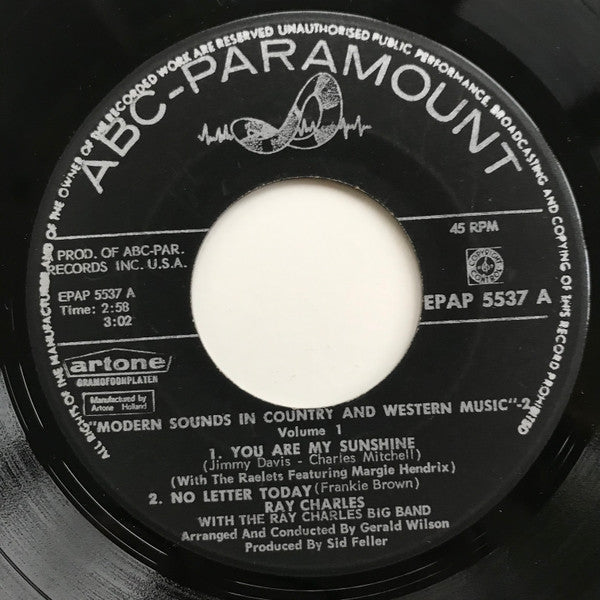 ALL RIGHTS OF THE MANUFACTURER AND OF THE OWNER OF THE RECORDED WORK ARE RESERVED UNAUTHORISED PUBLIC PERFORMANCE, BROADCASTING AND COPYING OF THIS RECORD PROHIBITED
ABC-PARAMOUNT
45 RPM
PROD. OF ABC-PAR.
RECORDS INC. U.S.A.
EPAP 5537 A
EPAP 5537 A
Time: 2:58
3:02
artone
GRAMOFOONPLATEN
Manufactured by
Artone Holland
"MODERN SOUNDS IN COUNTRY AND WESTERN MUSIC"-2
Volume 1
1. YOU ARE MY SUNSHINE
(Jimmy Davis - Charles Mitchell)
(With The Raelets Featuring Margie Hendrix)
2. NO LETTER TODAY (Frankie Brown)
RAY CHARLES
WITH THE RAY CHARLES BIG BAND
Arranged And Conducted By Gerald Wilson
Produced By Sid Feller